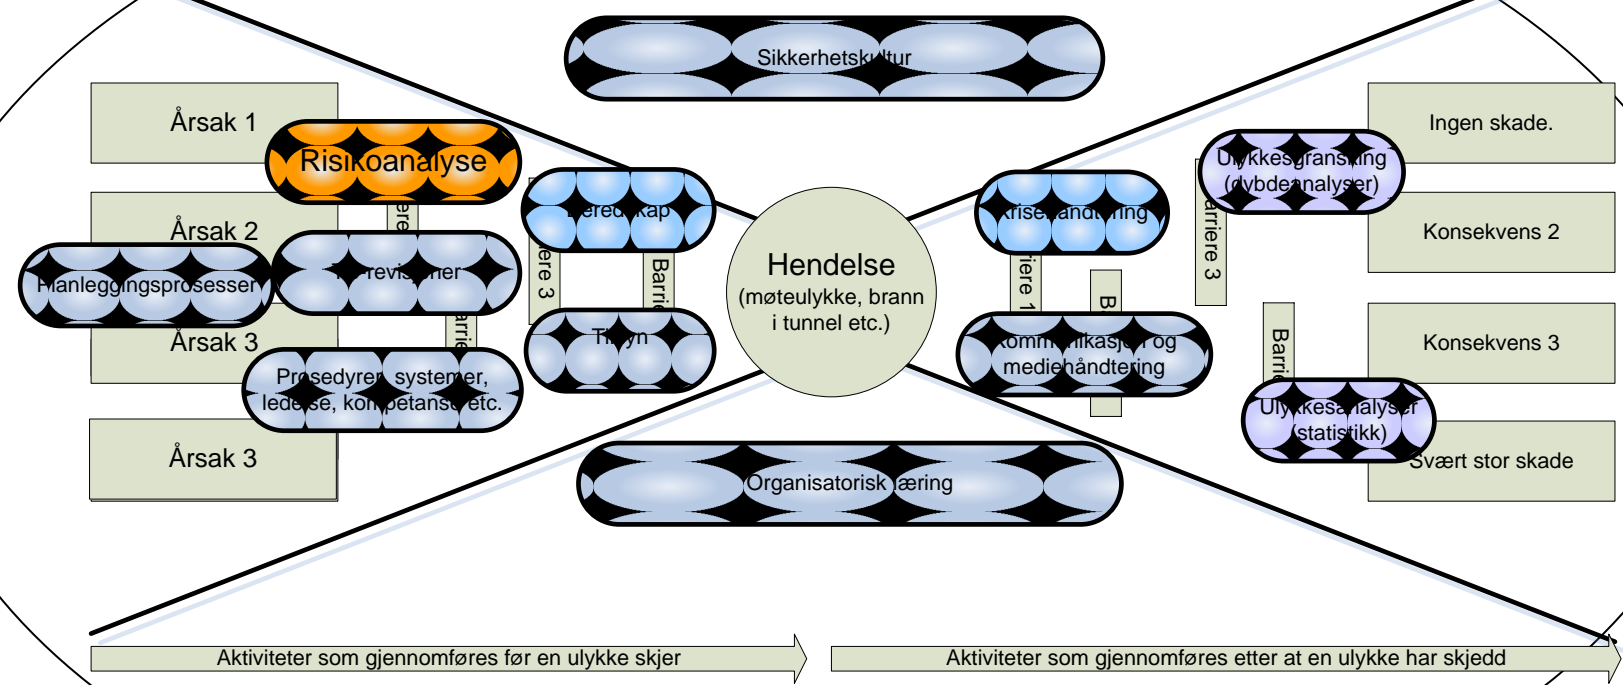 Sikkerhetskultur
Årsak 1
Risikoanalyse
Årsak 2
Planleggingsprosesser
Årsak 3
Prosedyrer, systemer,
ledelse, kompetanse etc.
Årsak 3
Beredskap
Tilsyn
Hendelse
(møteulykke, brann
i tunnel etc.)
Krisehåndtering
Kommunikasjon og
mediehåndtering
Barriere 3
Ulykkesgransking
(dybdeanalyser)
Ulykkesanalyser
(statistikk)
Ingen skade.
Konsekvens 2
Konsekvens 3
Svært stor skade
Organisatorisk læring
Aktiviteter som gjennomføres før en ulykke skjer
Aktiviteter som gjennomføres etter at en ulykke har skjedd